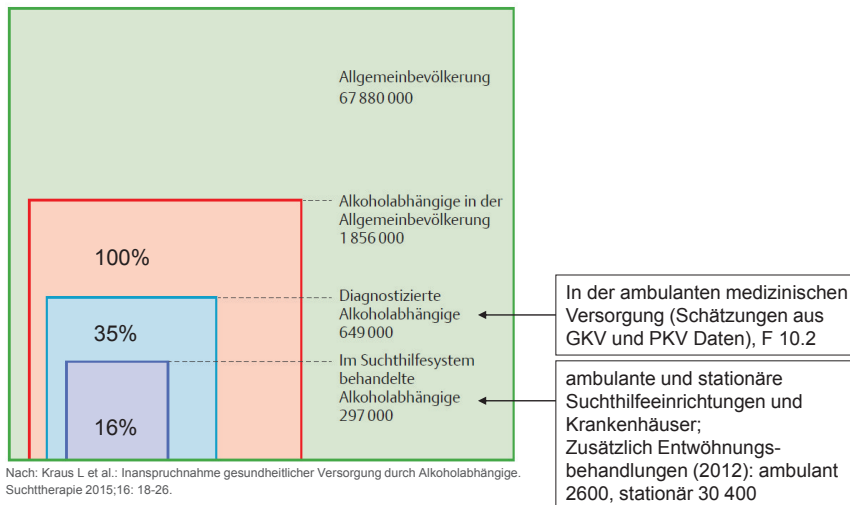 Allgemeinbevölkerung
67 880 000
Alkoholabhängige in der
Allgemeinbevölkerung
1 856 000
100%
Diagnostizierte
Alkoholabhängige
649 000
35%
In der ambulanten medizinischen
Versorgung (Schätzungen aus
GKV und PKV Daten), F 10.2
Im Suchthilfesystem
behandelte
Alkoholabhängige
297 000
16%
ambulante und stationäre
Suchthilfeeinrichtungen und
Krankenhäuser;
Zusätzlich Entwöhnungs-
behandlungen (2012): ambulant
2600, stationär 30 400
Nach: Kraus L et al.: Inanspruchnahme gesundheitlicher Versorgung durch Alkoholabhängige.
Suchttherapie 2015;16: 18-26.